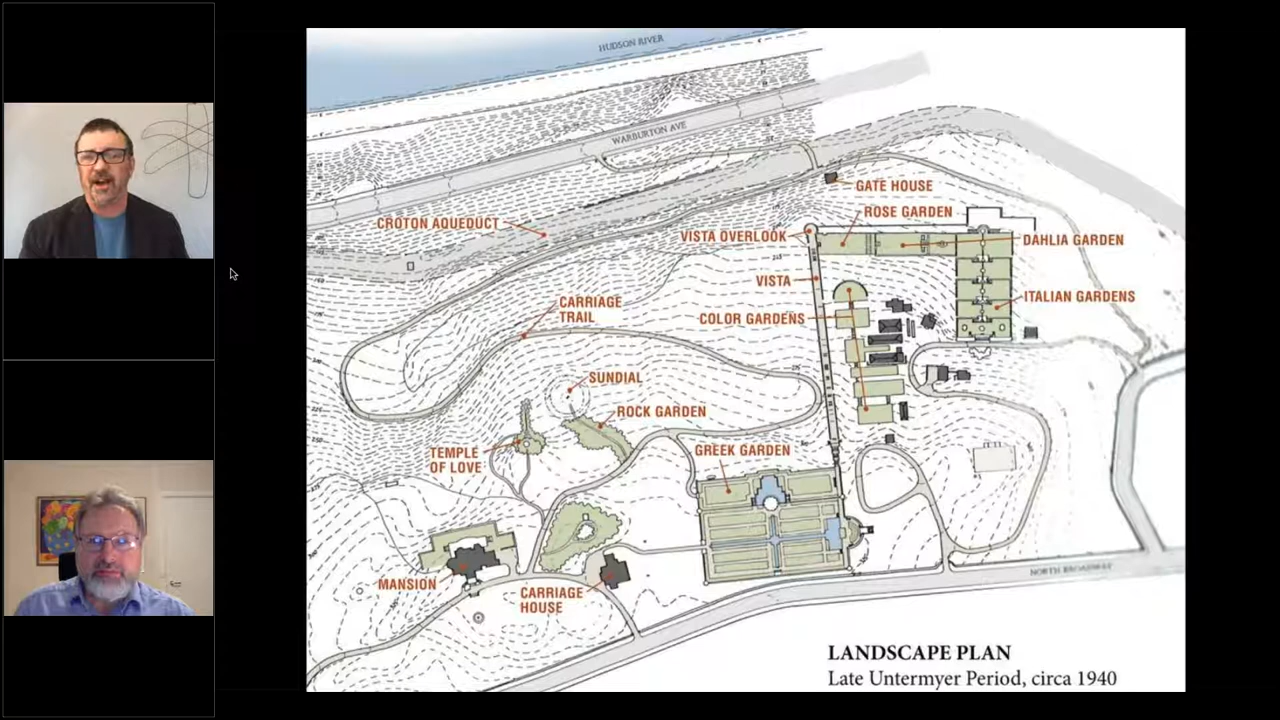 HUDSON RIVER
WARBURTON AVE
GATE HOUSE
ROSE GARDEN
CROTON AQUEDUCT
VISTA OVERLOOK
DAHLIA GARDEN
VISTA
ITALIAN GARDENS
CARRIAGE
TRAIL
COLOR GARDENS
SUNDIAL
ROCK GARDEN
TEMPLE
OF LOVE
GREEK GARDEN
MANSION
CARRIAGE
HOUSE
NORTH BROADWAY
LANDSCAPE PLAN
Late Untermyer Period, circa 1940